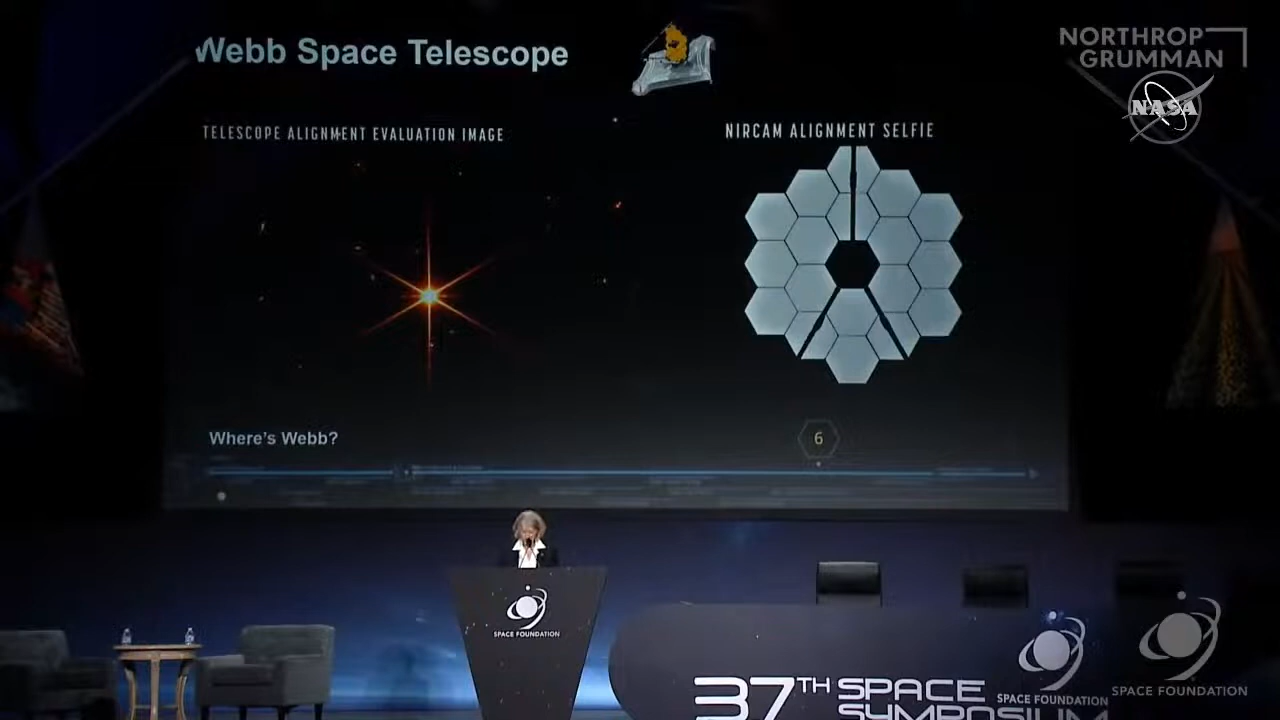 Webb Space Telescope
NORTHROP
GRUMMAN
NASA
TELESCOPE ALIGNMENT EVALUATION IMAGE
NIRCAM ALIGNMENT SELFIE
Where's Webb?
6
SPACE FOUNDATION
37TH SPACE
SYMPOSIUM
SPACE FOUNDATION
SPACE FOUNDATION